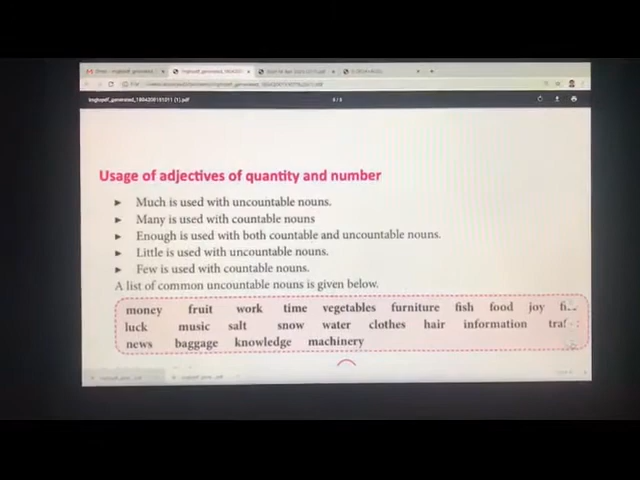 Usage of adjectives of quantity and number
► Much is used with uncountable nouns.
► Many is used with countable nouns
► Enough is used with both countable and uncountable nouns.
► Little is used with uncountable nouns.
► Few is used with countable nouns.
A list of common uncountable nouns is given below.
money fruit work time vegetables furniture fish food joy
luck music salt snow water clothes hair information
news baggage knowledge machinery